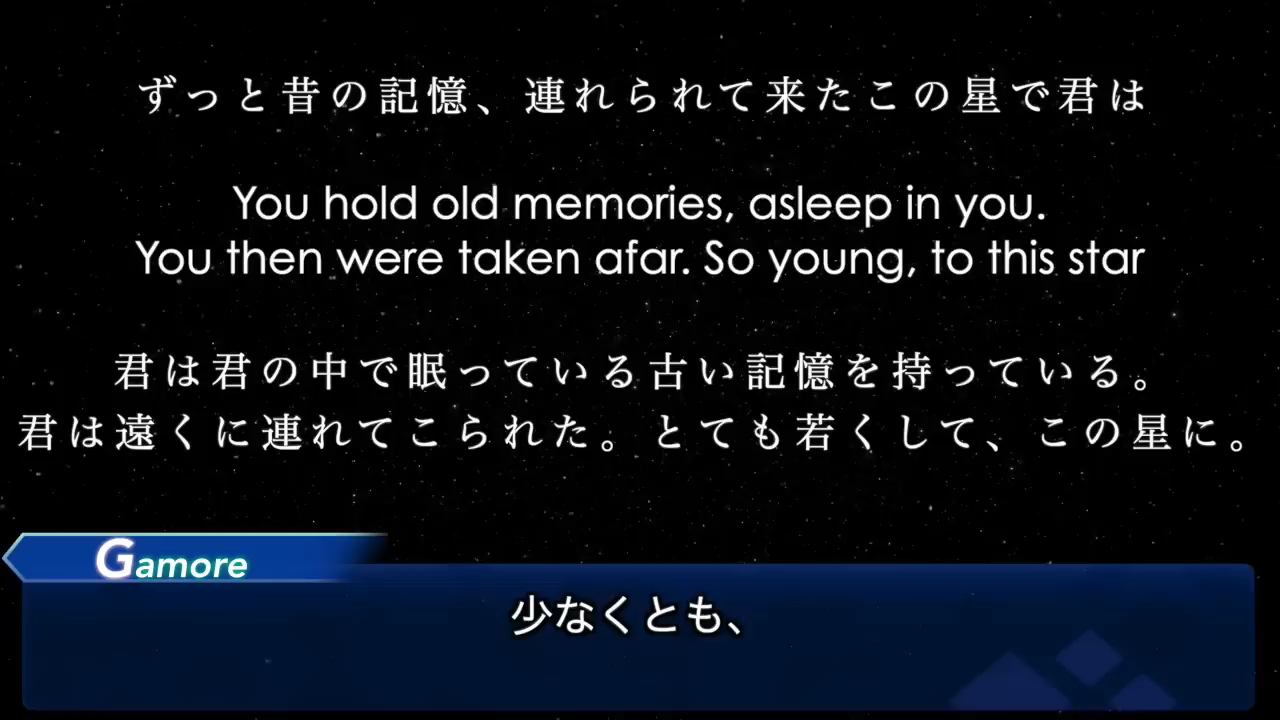 ずっと昔の記憶、連れられて来たこの星で君は
You hold old memories, asleep in you.
You then were taken afar. So young, to this star
君は君の中で眠っている古い記憶を持っている。
君は遠くに連れてこられた。とても若くして、この星に。
Gamore
少なくとも、